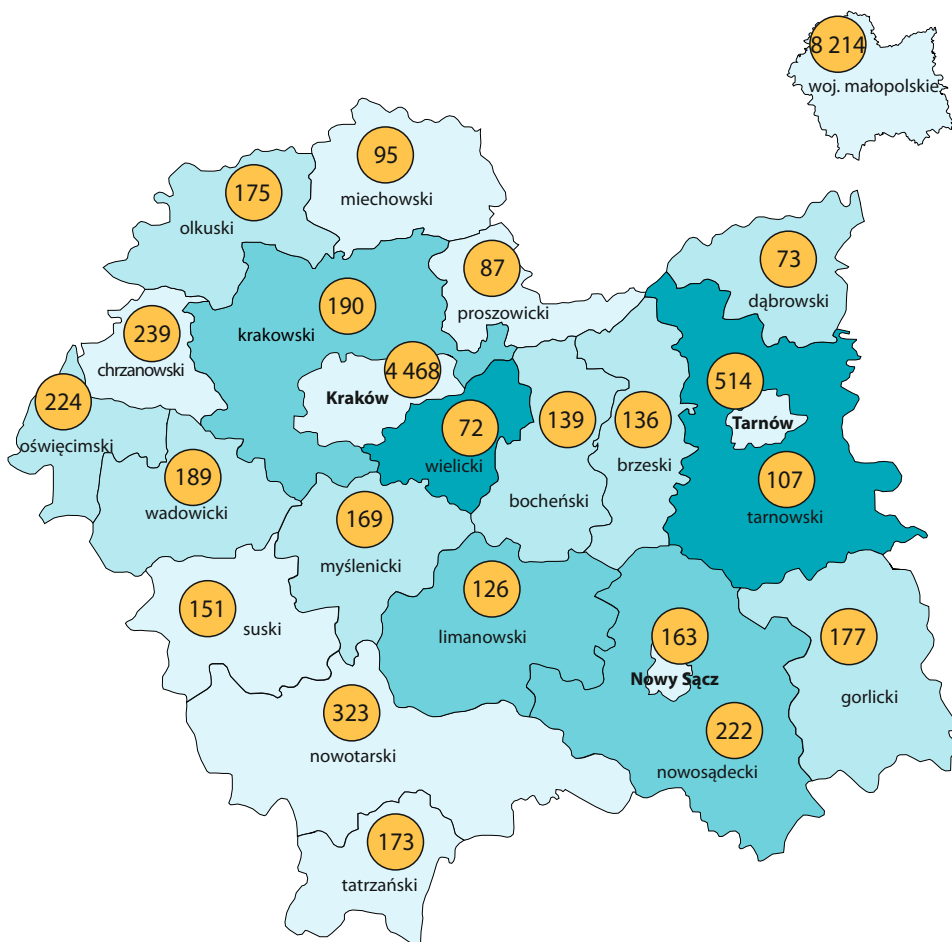 8 214
woj. małopolskie
95
miechowski
175
olkuski
73
dąbrowski
87
proszowicki
190
krakowski
239
chrzanowski
4 468
Kraków
514
Tarnów
224
oświęcimski
72
wielicki
139
bocheński
136
brzeski
107
tarnowski
189
wadowicki
169
myślenicki
126
limanowski
151
suski
163
Nowy Sącz
177
gorlicki
323
nowotarski
222
nowosądecki
173
tatrzański